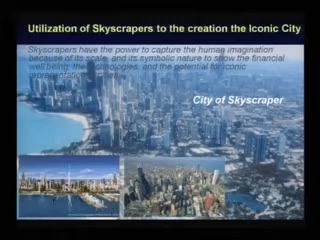 Utilization of Skyscrapers to the creation the Iconic City
Skyscrapers have the power to capture the human imagination
because of its scale, and its symbolic nature to show the financial
well being, the technologies, and the potential for iconic
City of Skyscraper